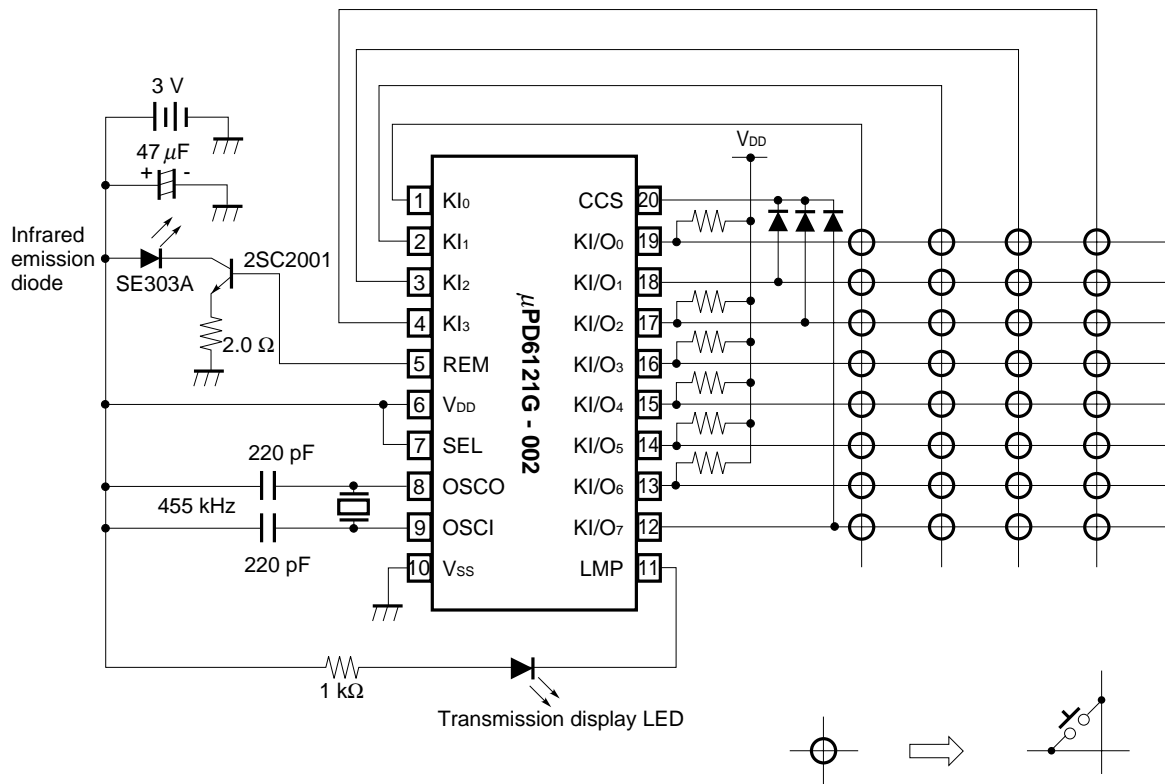 3 V
47 µF
+ -
Infrared
emission
diode
SE303A
2SC2001
2.0 Ω
220 pF
455 kHz
220 pF
1 kΩ
Transmission display LED
µPD6121G - 002
1 KI0
2 KI1
3 KI2
4 KI3
5 REM
6 VDD
7 SEL
8 OSCO
9 OSCI
10 VSS
CCS 20
KI/O0 19
KI/O1 18
KI/O2 17
KI/O3 16
KI/O4 15
KI/O5 14
KI/O6 13
KI/O7 12
LMP 11
VDD